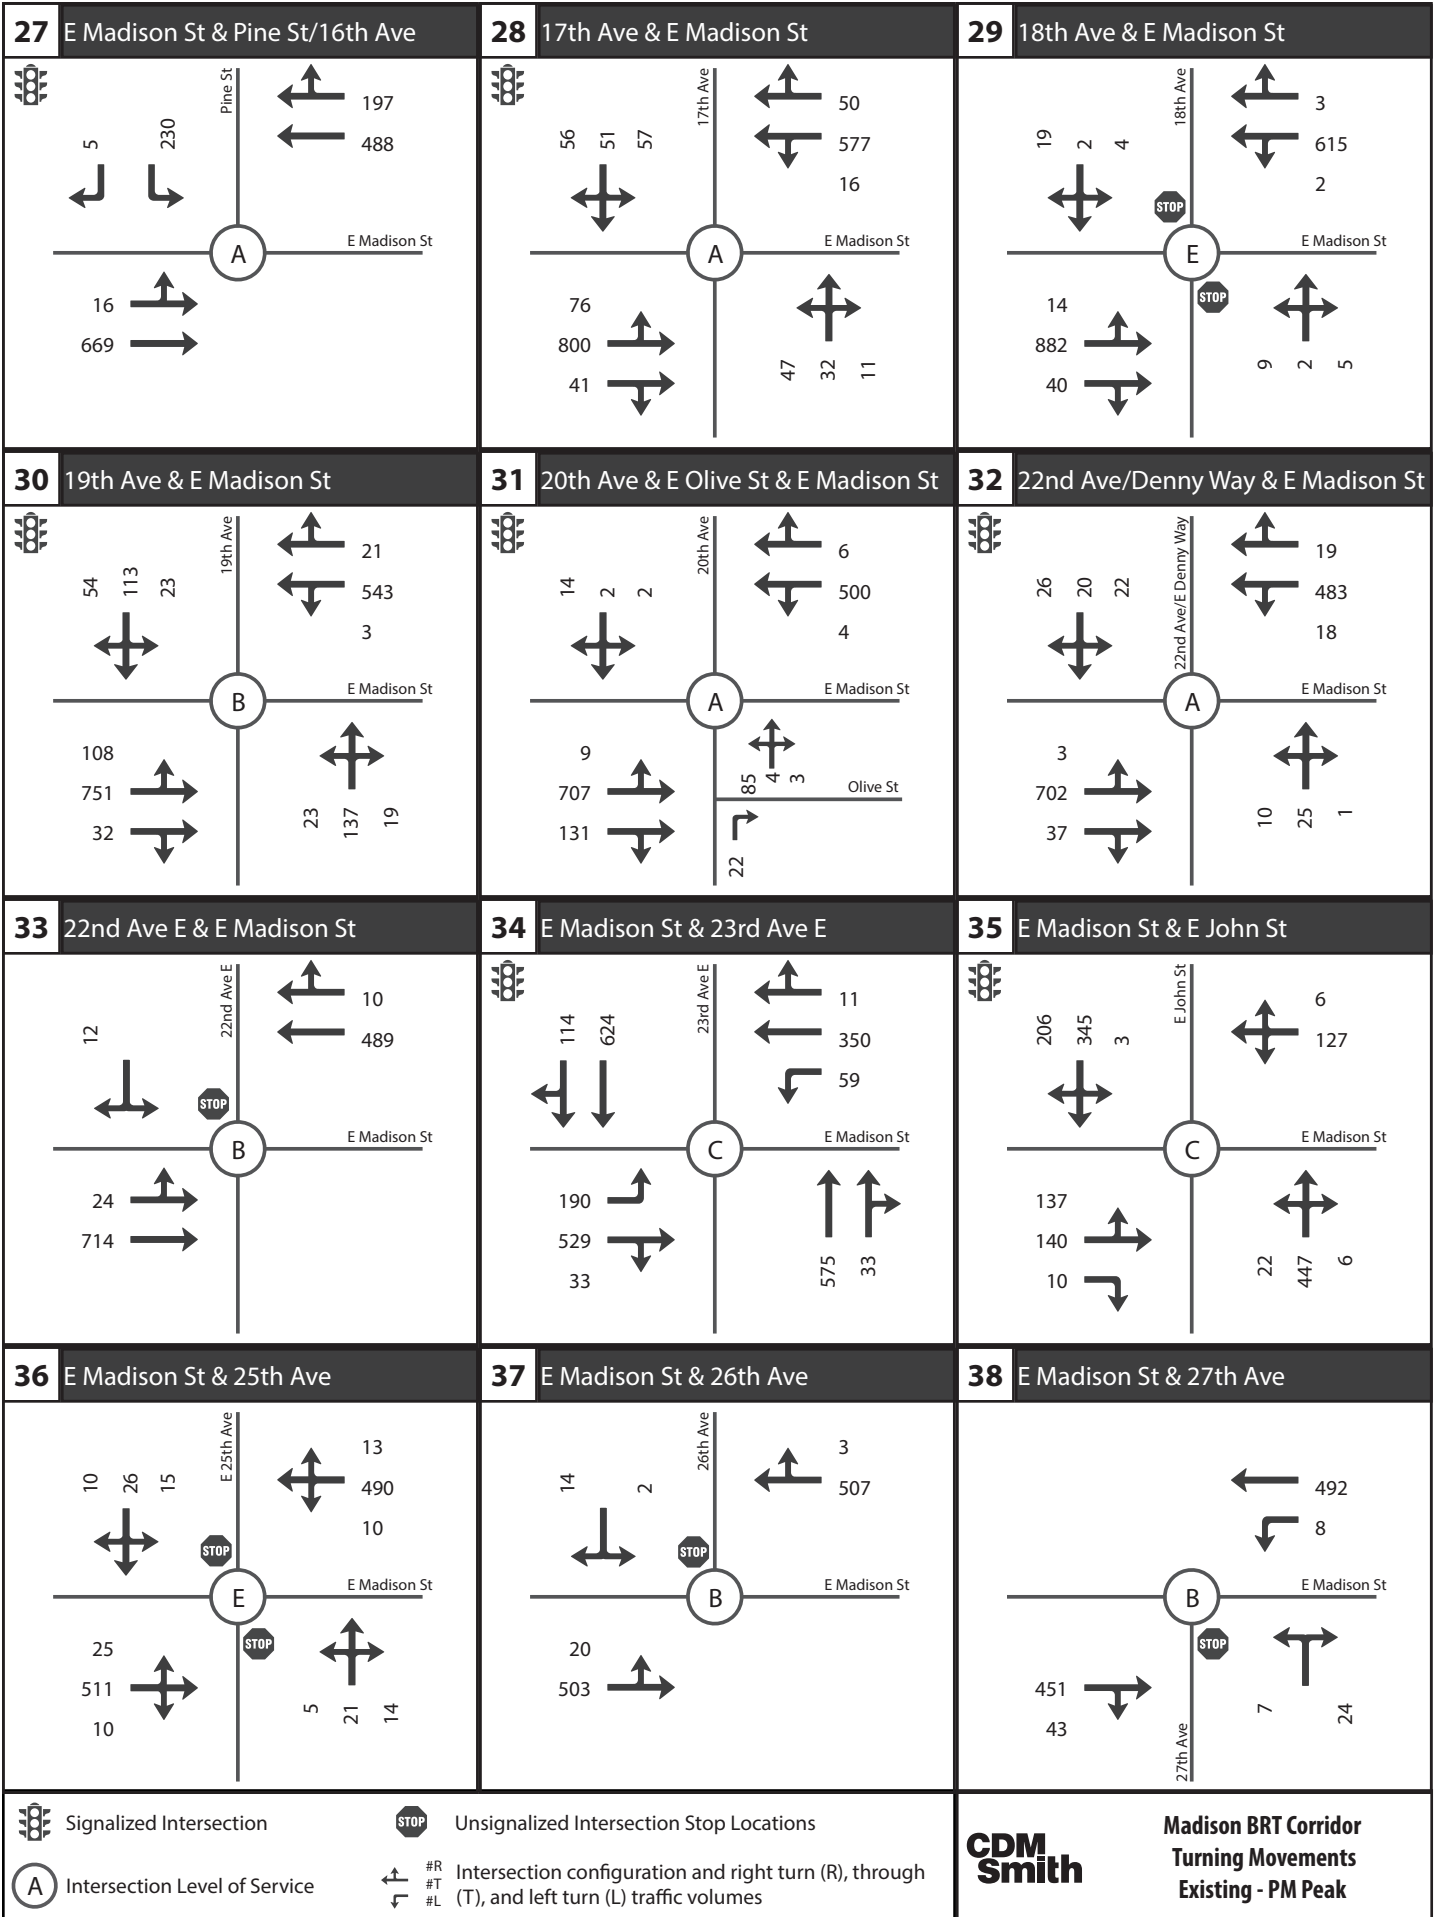 27 E Madison St & Pine St/16th Ave
Pine St
5
230
197
488
E Madison St
A
16
669
28 17th Ave & E Madison St
17th Ave
56
51
57
50
577
16
E Madison St
A
76
800
41
47
32
11
29 18th Ave & E Madison St
18th Ave
19
2
4
3
615
2
STOP
E Madison St
E
STOP
14
882
40
9
2
5
30 19th Ave & E Madison St
19th Ave
54
113
23
21
543
3
E Madison St
B
108
751
32
23
137
19
31 20th Ave & E Olive St & E Madison St
20th Ave
14
2
2
6
500
4
E Madison St
A
9
707
131
85
4
3
Olive St
22
32 22nd Ave/Denny Way & E Madison St
22nd Ave/E Denny Way
26
20
22
19
483
18
E Madison St
A
3
702
37
10
25
1
33 22nd Ave E & E Madison St
22nd Ave E
12
10
489
STOP
E Madison St
B
24
714
34 E Madison St & 23rd Ave E
23rd Ave E
114
624
11
350
59
E Madison St
C
190
529
33
575
33
35 E Madison St & E John St
E John St
206
345
3
6
127
E Madison St
C
137
140
10
22
447
6
36 E Madison St & 25th Ave
E 25th Ave
10
26
15
13
490
10
STOP
E Madison St
E
STOP
25
511
10
5
21
14
37 E Madison St & 26th Ave
26th Ave
14
2
3
507
STOP
E Madison St
B
20
503
38 E Madison St & 27th Ave
492
8
E Madison St
B
STOP
451
43
7
24
27th Ave
Signalized Intersection
STOP Unsignalized Intersection Stop Locations
A Intersection Level of Service
#R
#T
#L
Intersection configuration and right turn (R), through
(T), and left turn (L) traffic volumes
CDM
Smith
Madison BRT Corridor
Turning Movements
Existing - PM Peak